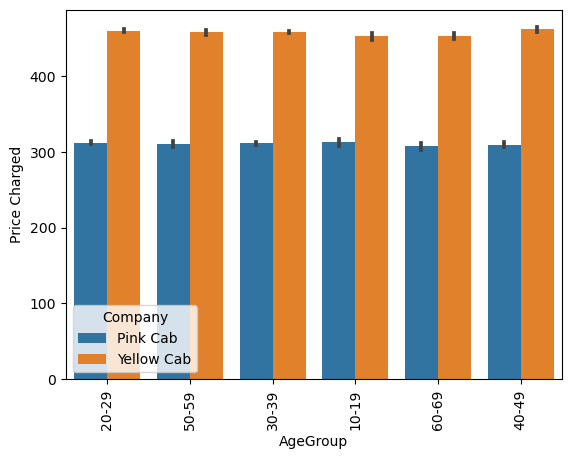 Price Charged
400
300
200
100
0
Company
Pink Cab
Yellow Cab
20-29
50-59
30-39
10-19
60-69
40-49
AgeGroup